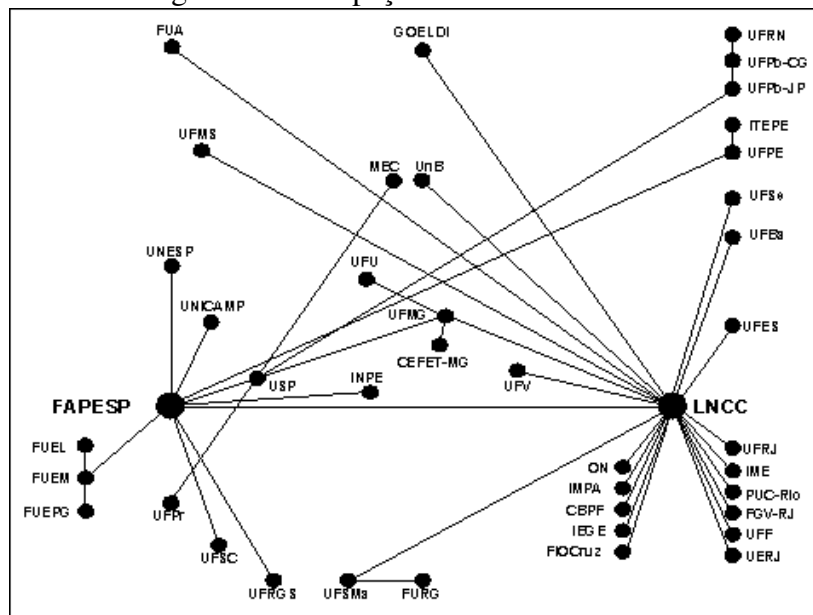 FUA
GOELDI
UFRN
UFPb-CG
UFPb-JP
ITEPE
UFPE
UFMS
MEC
UnB
UFSe
UFBa
UNESP
UFU
UNICAMP
UFMG
UFES
CEFET-MG
USP
INPE
UFV
FAPESP
LNCC
FUEL
FUEM
FUEPG
UFPr
UFSC
UFRGS
UFSMa
FURG
ON
IMPA
CBPF
IBGE
FIOCruz
UFRJ
IME
PUC-Rio
FGV-RJ
UFF
UERJ